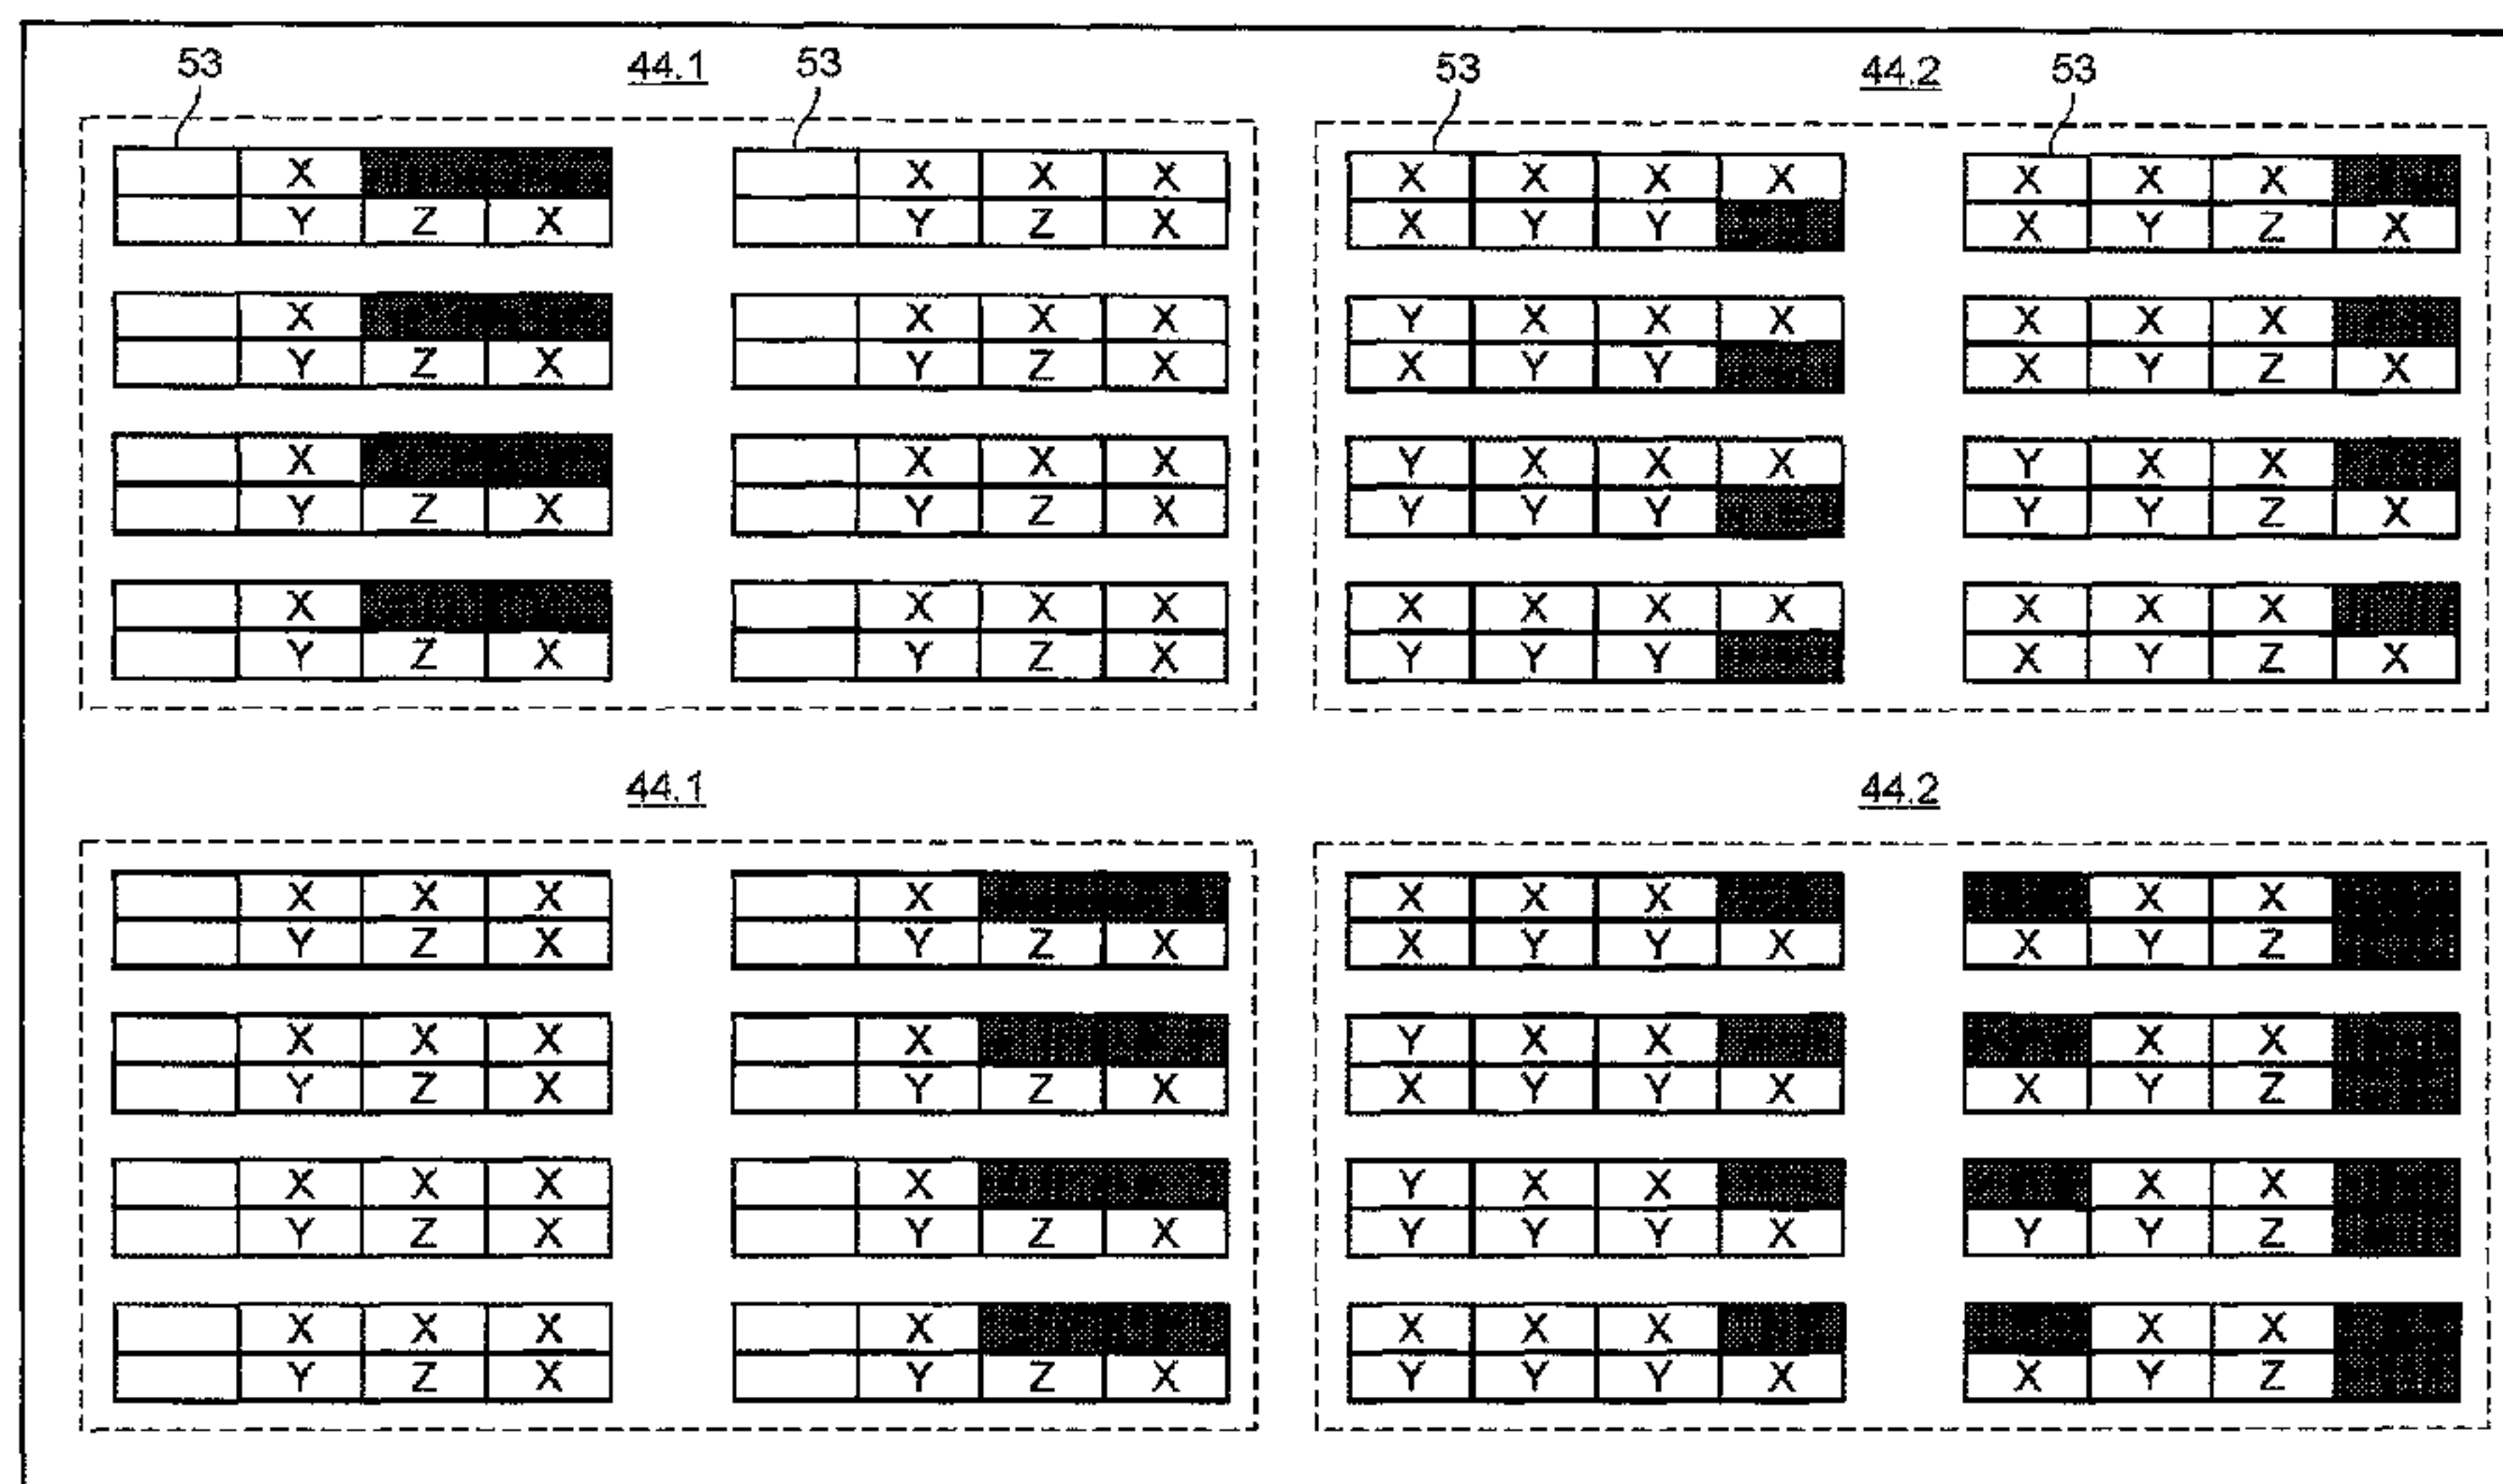 53 44.1 53 53 44.2 53
X X X X X X X X X X X X
Y Z X Y Z X X Y Y X Y Z X
X X X X Y X X X X X X
Y Z X Y Z X X Y Y X Y Z X
X X X X Y X X X Y X X
Y Z X Y Z X Y Y Y Y Y Z X
X X X X X X X X X X X
Y Z X Y Z X Y Y Y X Y Z X
44.1 44.2
X X X X X X X X X
Y Z X Y Z X X Y Y X X Y Z
X X X X Y X X X X
Y Z X Y Z X X Y Y X X Y Z
X X X X Y X X X X
Y Z X Y Z X Y Y Y X Y Y Z
X X X X X X X X X
Y Z X Y Z X Y Y Y X X Y Z